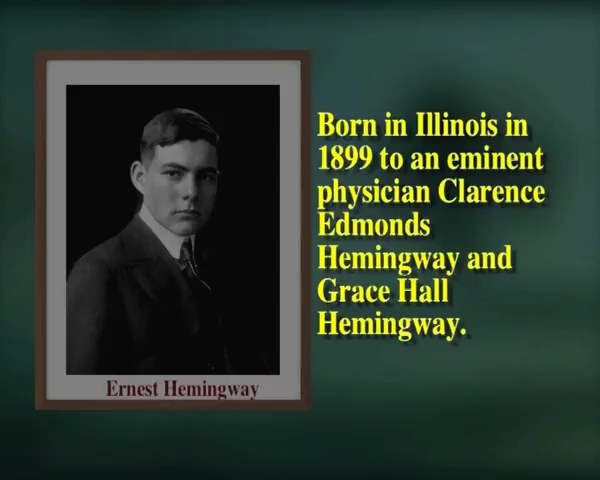 Born in Illinois in
1899 to an eminent
physician Clarence
Edmonds
Hemingway and
Grace Hall
Hemingway.
Ernest Hemingway